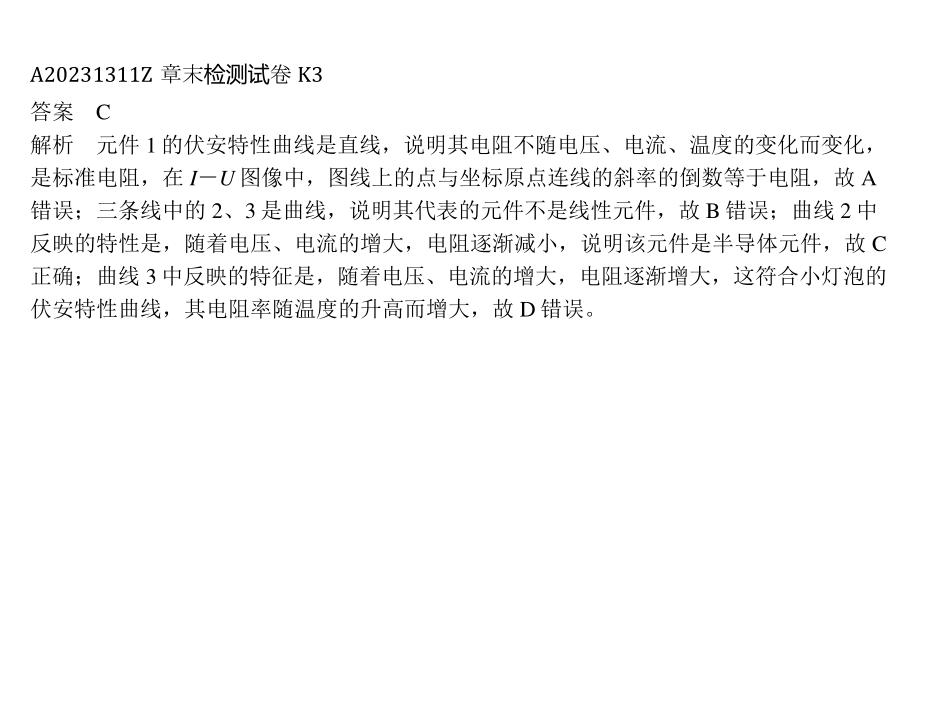 A20231311Z 章末检测试卷 K3
答案　C
解析　元件 1 的伏安特性曲线是直线，说明其电阻不随电压、电流、温度的变化而变化，
是标准电阻，在 I－U 图像中，图线上的点与坐标原点连线的斜率的倒数等于电阻，故 A
错误；三条线中的 2、3 是曲线，说明其代表的元件不是线性元件，故 B 错误；曲线 2 中
反映的特性是，随着电压、电流的增大，电阻逐渐减小，说明该元件是半导体元件，故 C
正确；曲线 3 中反映的特征是，随着电压、电流的增大，电阻逐渐增大，这符合小灯泡的
伏安特性曲线，其电阻率随温度的升高而增大，故 D 错误。